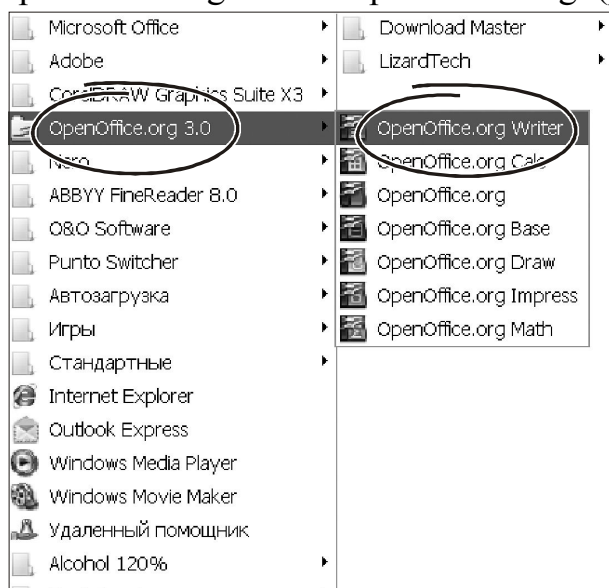 Microsoft Office
Adobe
CorelDRAW Graphics Suite X3
OpenOffice.org 3.0
Nero
ABBYY FineReader 8.0
O&O Software
Punto Switcher
Автозагрузка
Игры
Стандартные
Internet Explorer
Outlook Express
Windows Media Player
Windows Movie Maker
Удаленный помощник
Alcohol 120%
Download Master
LizardTech
OpenOffice.org Writer
OpenOffice.org Calc
OpenOffice.org
OpenOffice.org Base
OpenOffice.org Draw
OpenOffice.org Impress
OpenOffice.org Math